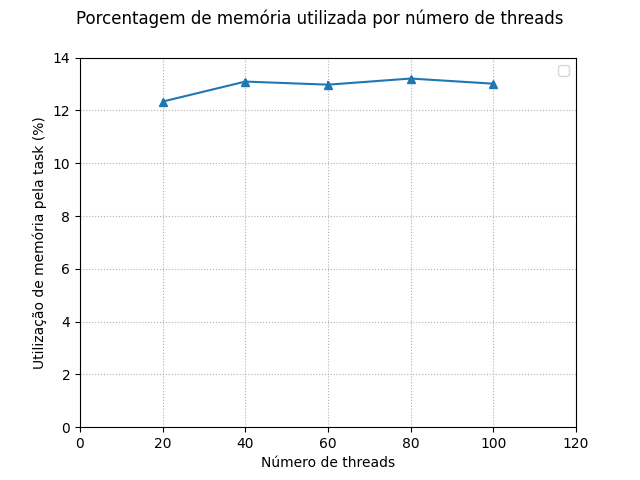 Porcentagem de memória utilizada por número de threads
Utilização de memória pela task (%)
14
12
10
8
6
4
2
0
0 20 40 60 80 100 120
Número de threads